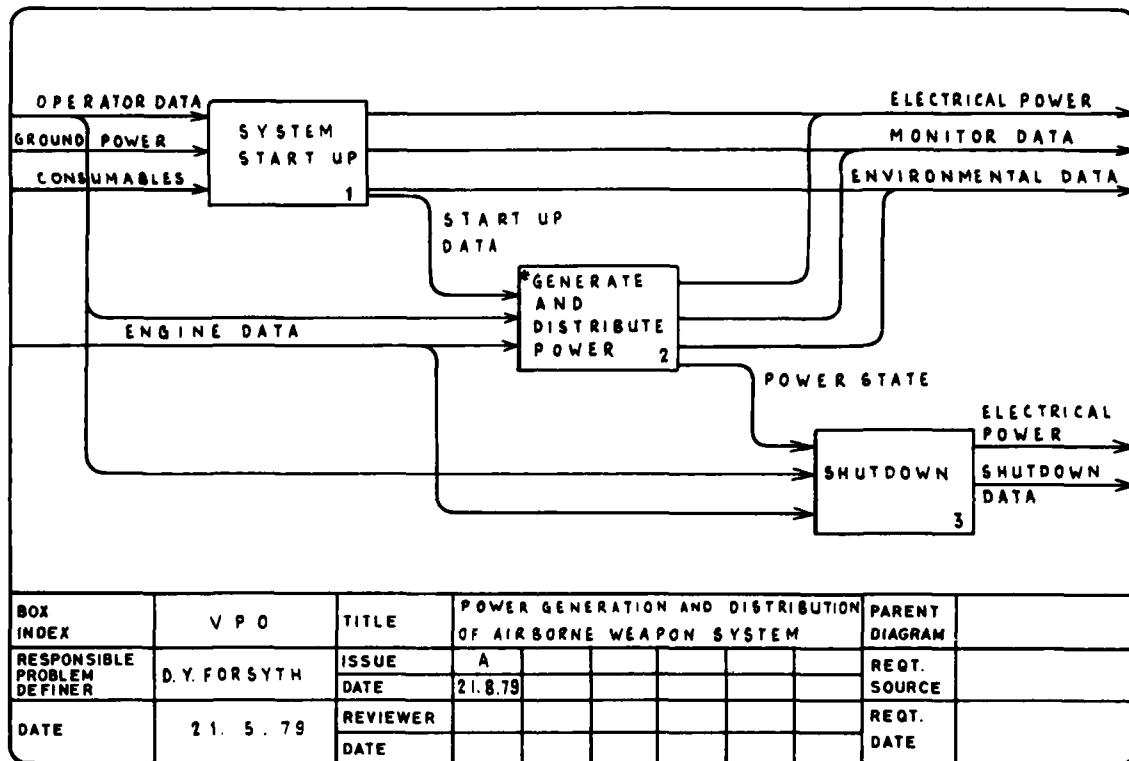 OPERATOR DATA
GROUND POWER
CONSUMABLES
SYSTEM
START UP
1
ELECTRICAL POWER
MONITOR DATA
ENVIRONMENTAL DATA
START UP
DATA
*GENERATE
AND
DISTRIBUTE
POWER
2
ENGINE DATA
POWER STATE
SHUTDOWN
3
ELECTRICAL
POWER
SHUTDOWN
DATA
BOX
INDEX
VPO
TITLE
POWER GENERATION AND DISTRIBUTION
OF AIRBORNE WEAPON SYSTEM
PARENT
DIAGRAM
RESPONSIBLE
PROBLEM
DEFINER
D.Y. FORSYTH
ISSUE
A
DATE
21.8.79
REQT.
SOURCE
DATE
21. 5. 79
REVIEWER
DATE
REQT.
DATE